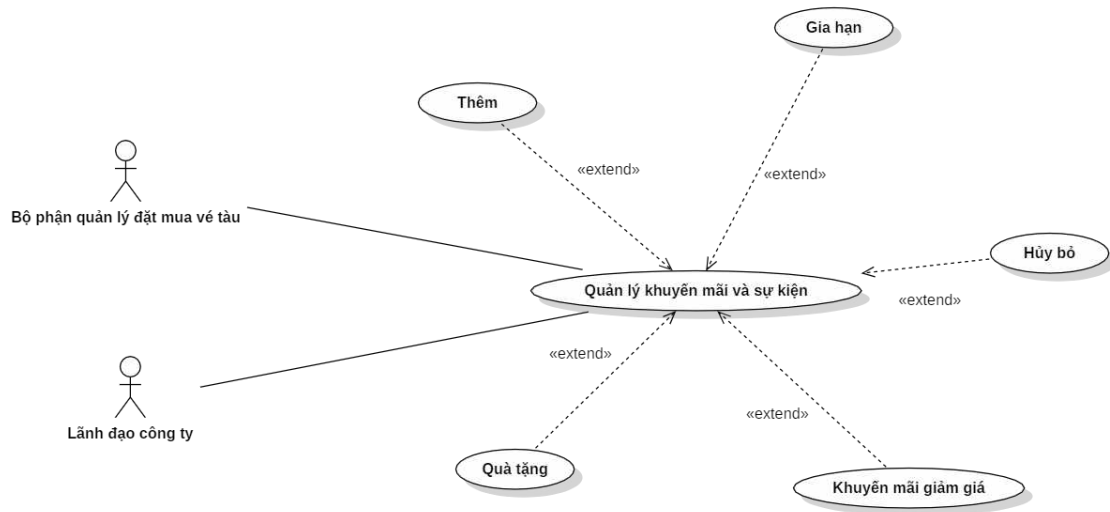 Gia hạn
Thêm
«extend»
«extend»
Bộ phận quản lý đặt mua vé tàu
Hủy bỏ
Quản lý khuyến mãi và sự kiện
«extend»
«extend»
«extend»
Lãnh đạo công ty
Quà tặng
Khuyến mãi giảm giá